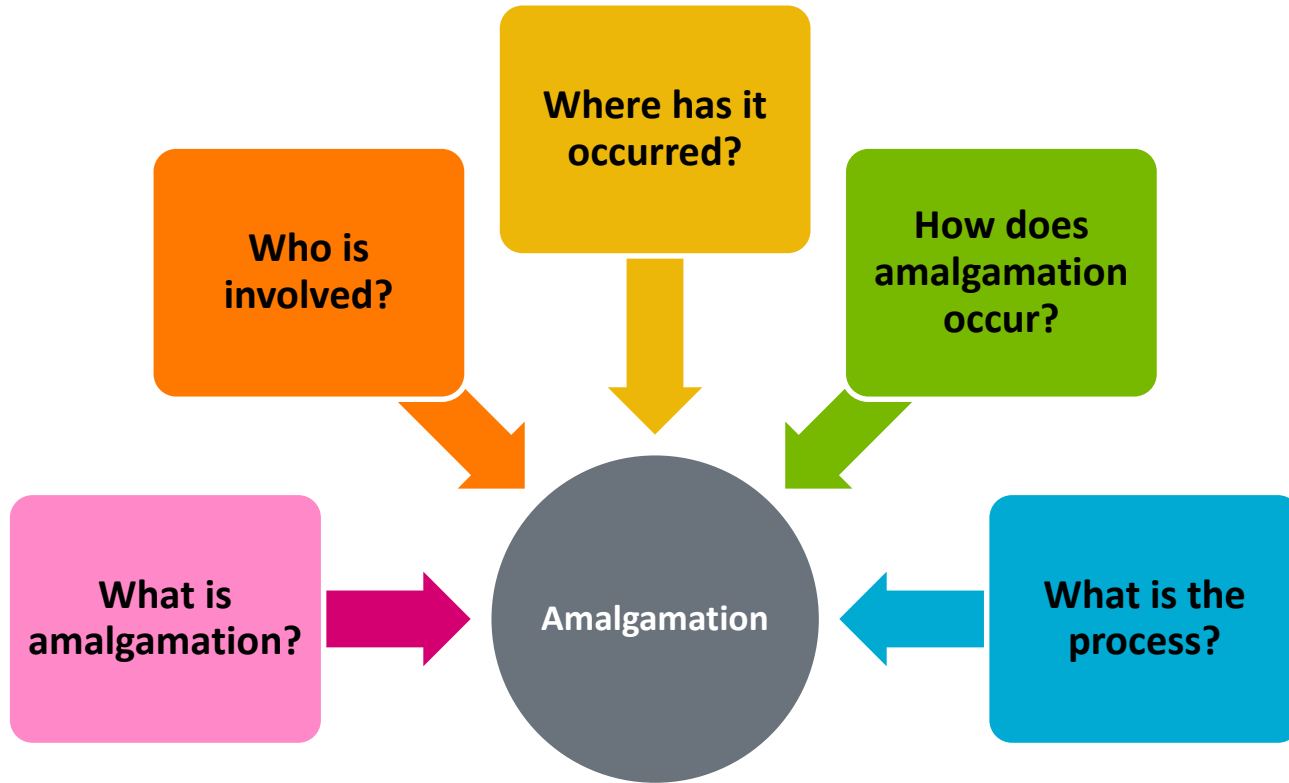 What is
amalgamation?
Who is
involved?
Where has it
occurred?
How does
amalgamation
occur?
What is the
process?
Amalgamation